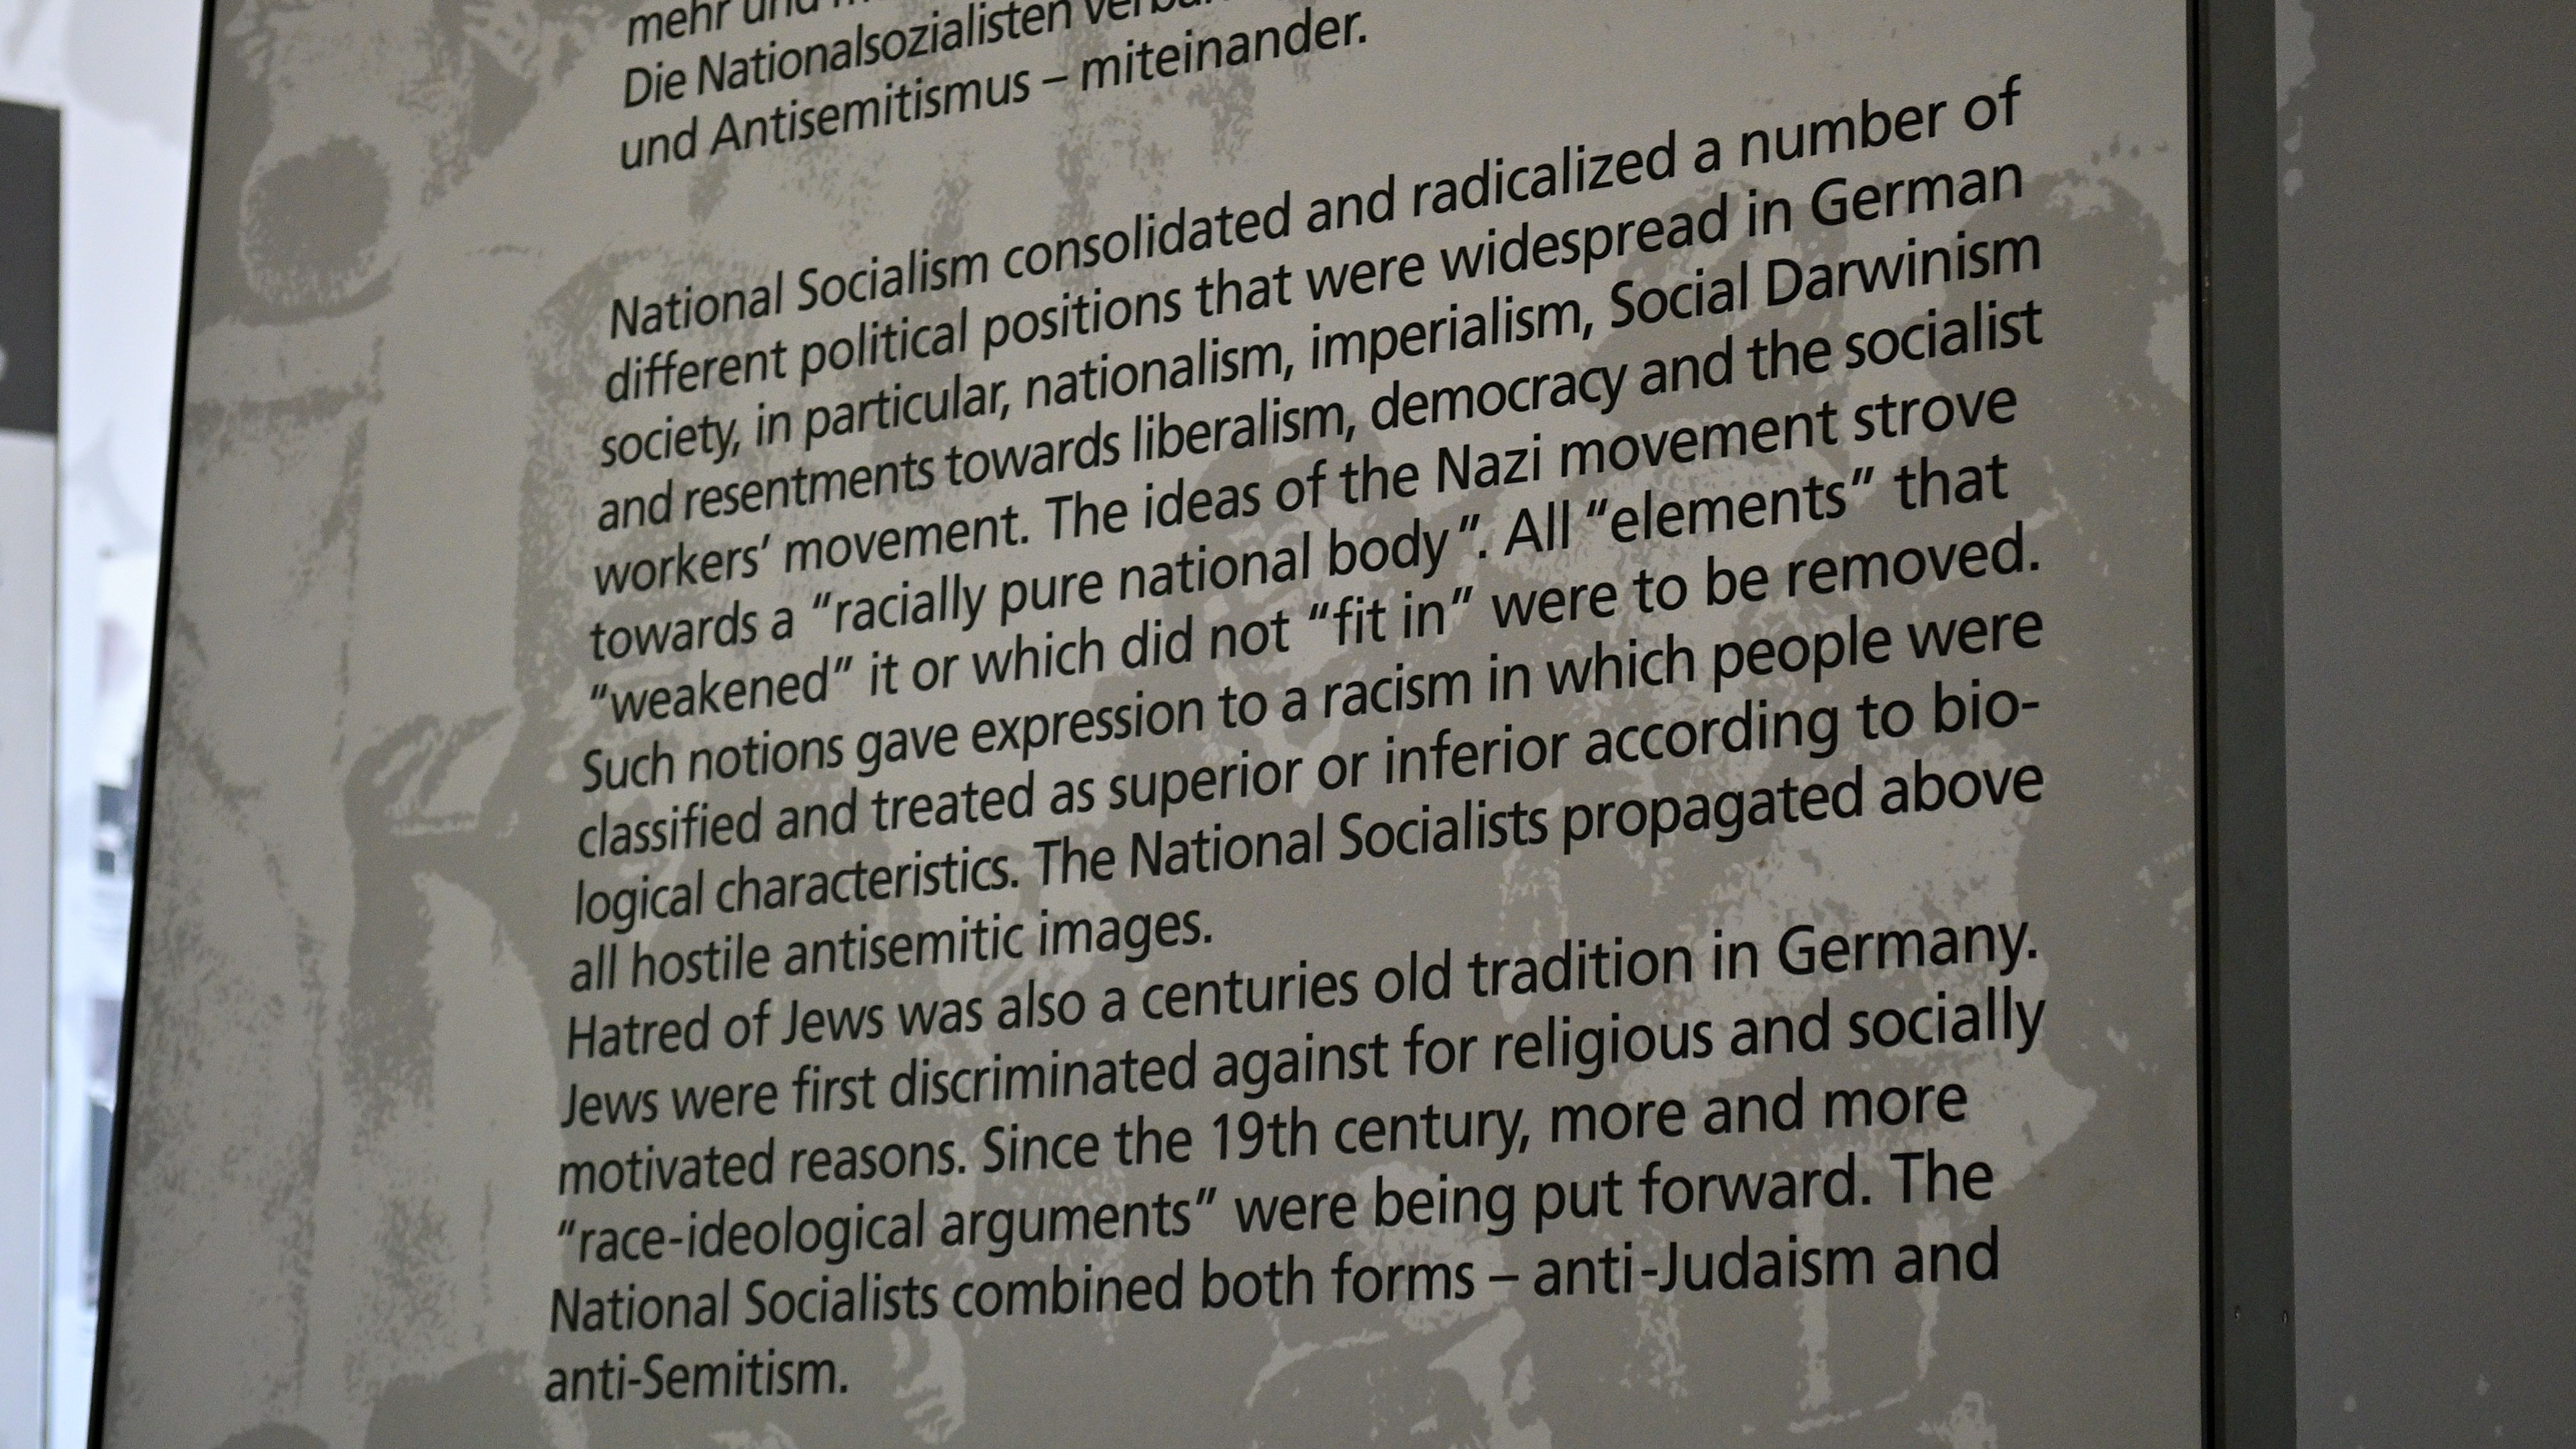 mehr und
Die Nationalsozialisten
und Antisemitismus – miteinander.
National Socialism consolidated and radicalized a number of
different political positions that were widespread in German
society, in particular, nationalism, imperialism, Social Darwinism
and resentments towards liberalism, democracy and the socialist
workers’ movement. The ideas of the Nazi movement strove
towards a “racially pure national body”. All “elements” that
“weakened” it or which did not “fit in” were to be removed.
Such notions gave expression to a racism in which people were
classified and treated as superior or inferior according to bio-
logical characteristics. The National Socialists propagated above
all hostile antisemitic images.
Hatred of Jews was also a centuries old tradition in Germany.
Jews were first discriminated against for religious and socially
motivated reasons. Since the 19th century, more and more
“race-ideological arguments” were being put forward. The
National Socialists combined both forms – anti-Judaism and
anti-Semitism.